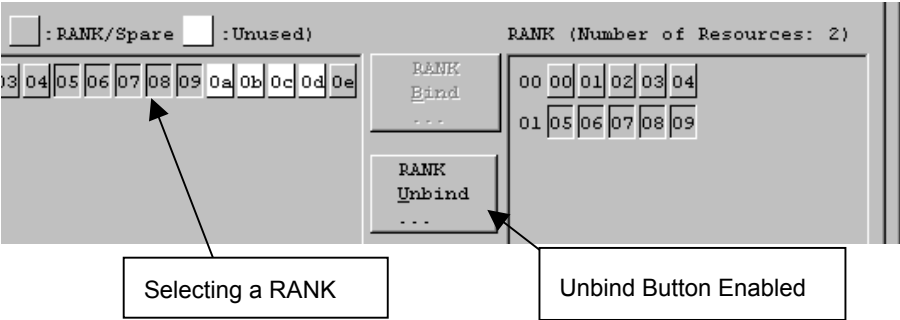 :RANK/Spare :Unused) RANK (Number of Resources: 2)
03 04 05 06 07 08 09 0a 0b 0c 0d 0e
RANK
Bind
...
00 00 01 02 03 04
01 05 06 07 08 09
RANK
Unbind
...
Selecting a RANK
Unbind Button Enabled